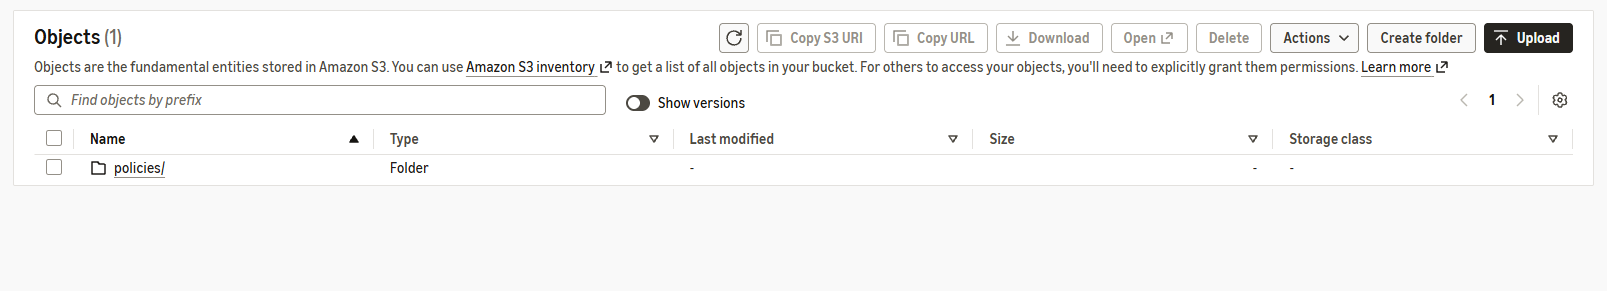 Objects (1)
Copy S3 URI
Copy URL
Download
Open
Delete
Actions
Create folder
Upload
Objects are the fundamental entities stored in Amazon S3. You can use Amazon S3 inventory to get a list of all objects in your bucket. For others to access your objects, you'll need to explicitly grant them permissions. Learn more
Find objects by prefix
Show versions
1
Name Type Last modified Size Storage class
policies/ Folder - - -